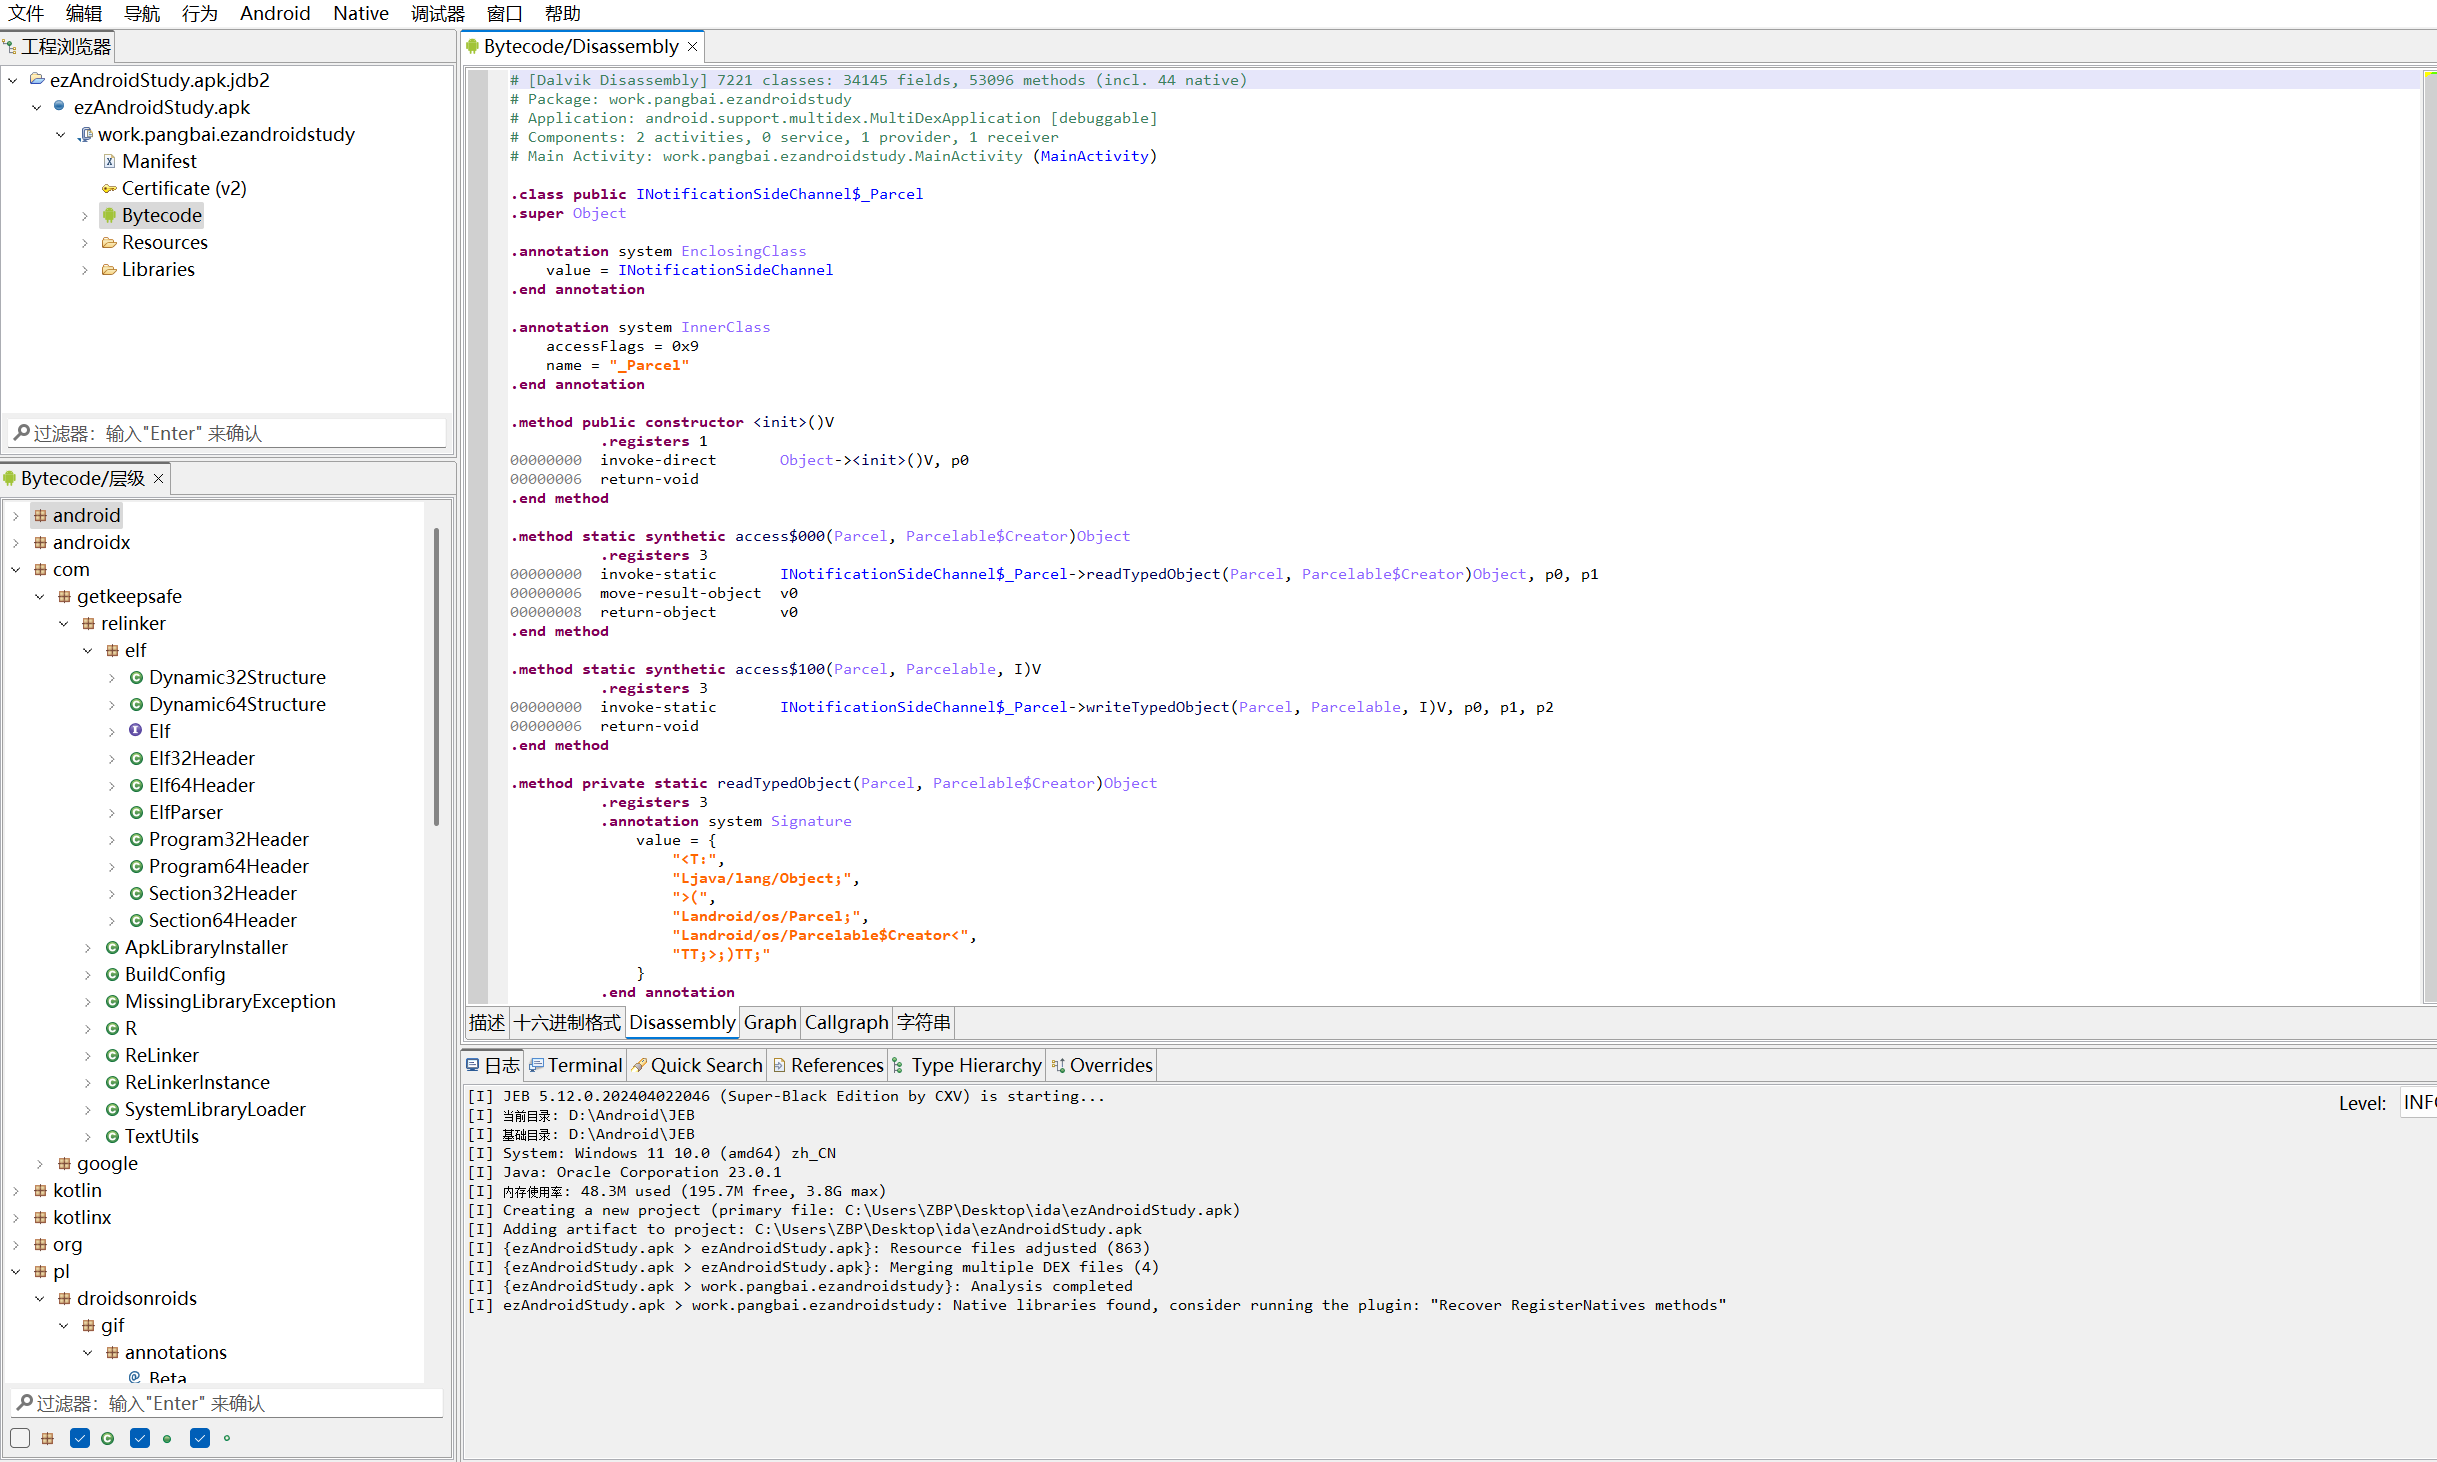 文件 编辑 导航 行为 Android Native 调试器 窗口 帮助
工程浏览器
ezAndroidStudy.apk.jdb2
ezAndroidStudy.apk
work.pangbai.ezandroidstudy
Manifest
Certificate (v2)
Bytecode
Resources
Libraries
过滤器：输入"Enter" 来确认
Bytecode/层级
android
androidx
com
getkeepsafe
relinker
elf
Dynamic32Structure
Dynamic64Structure
Elf
Elf32Header
Elf64Header
ElfParser
Program32Header
Program64Header
Section32Header
Section64Header
ApkLibraryInstaller
BuildConfig
MissingLibraryException
R
ReLinker
ReLinkerInstance
SystemLibraryLoader
TextUtils
google
kotlin
kotlinx
org
pl
droidsonroids
gif
annotations
Beta
过滤器：输入"Enter" 来确认
Bytecode/Disassembly
# [Dalvik Disassembly] 7221 classes: 34145 fields, 53096 methods (incl. 44 native)
# Package: work.pangbai.ezandroidstudy
# Application: android.support.multidex.MultiDexApplication [debuggable]
# Components: 2 activities, 0 service, 1 provider, 1 receiver
# Main Activity: work.pangbai.ezandroidstudy.MainActivity (MainActivity)
.class public INotificationSideChannel$_Parcel
.super Object
.annotation system EnclosingClass
value = INotificationSideChannel
.end annotation
.annotation system InnerClass
accessFlags = 0x9
name = "_Parcel"
.end annotation
.method public constructor <init>()V
.registers 1
00000000 invoke-direct Object-><init>()V, p0
00000006 return-void
.end method
.method static synthetic access$000(Parcel, Parcelable$Creator)Object
.registers 3
00000000 invoke-static INotificationSideChannel$_Parcel->readTypedObject(Parcel, Parcelable$Creator)Object, p0, p1
00000006 move-result-object v0
00000008 return-object v0
.end method
.method static synthetic access$100(Parcel, Parcelable, I)V
.registers 3
00000000 invoke-static INotificationSideChannel$_Parcel->writeTypedObject(Parcel, Parcelable, I)V, p0, p1, p2
00000006 return-void
.end method
.method private static readTypedObject(Parcel, Parcelable$Creator)Object
.registers 3
.annotation system Signature
value = {
"<T:",
"Ljava/lang/Object;",
">(",
"Landroid/os/Parcel;",
"Landroid/os/Parcelable$Creator<",
"TT;>;)TT;"
}
.end annotation
描述 十六进制格式 Disassembly Graph Callgraph 字符串
日志 Terminal Quick Search References Type Hierarchy Overrides
[I] JEB 5.12.0.202404022046 (Super-Black Edition by CXV) is starting...
[I] 当前目录: D:\Android\JEB
[I] 基础目录: D:\Android\JEB
[I] System: Windows 11 10.0 (amd64) zh_CN
[I] Java: Oracle Corporation 23.0.1
[I] 内存使用率: 48.3M used (195.7M free, 3.8G max)
[I] Creating a new project (primary file: C:\Users\ZBP\Desktop\ida\ezAndroidStudy.apk)
[I] Adding artifact to project: C:\Users\ZBP\Desktop\ida\ezAndroidStudy.apk
[I] {ezAndroidStudy.apk > ezAndroidStudy.apk}: Resource files adjusted (863)
[I] {ezAndroidStudy.apk > ezAndroidStudy.apk}: Merging multiple DEX files (4)
[I] {ezAndroidStudy.apk > work.pangbai.ezandroidstudy}: Analysis completed
[I] ezAndroidStudy.apk > work.pangbai.ezandroidstudy: Native libraries found, consider running the plugin: "Recover RegisterNatives methods"
Level: